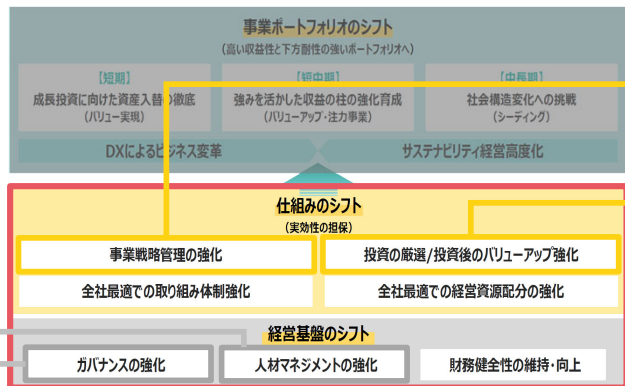 事業ポートフォリオのシフト
(高い収益性と下方耐性の強いポートフォリオへ)
【短期】
成長投資に向けた資産入替の徹底
(バリュー実現)
【短中期】
強みを活かした収益の柱の強化育成
(バリューアップ・注力事業)
【中長期】
社会構造変化への挑戦
(シーディング)
DXによるビジネス変革
サステナビリティ経営高度化
仕組みのシフト
(実効性の担保)
事業戦略管理の強化
投資の厳選/投資後のバリューアップ強化
全社最適での取り組み体制強化
全社最適での経営資源配分の強化
経営基盤のシフト
ガバナンスの強化
人材マネジメントの強化
財務健全性の維持・向上